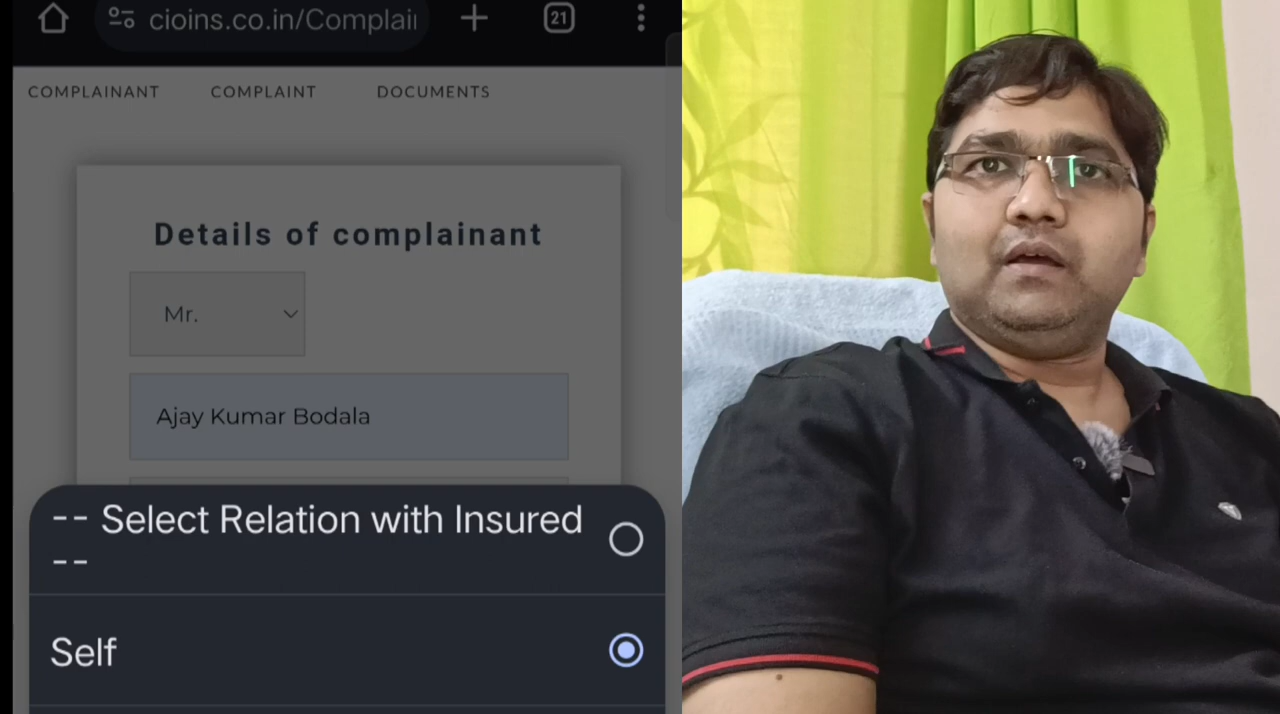 cioins.co.in/Complai
21
COMPLAINANT COMPLAINT DOCUMENTS
Details of complainant
Mr.
Ajay Kumar Bodala
-- Select Relation with Insured
--
Self